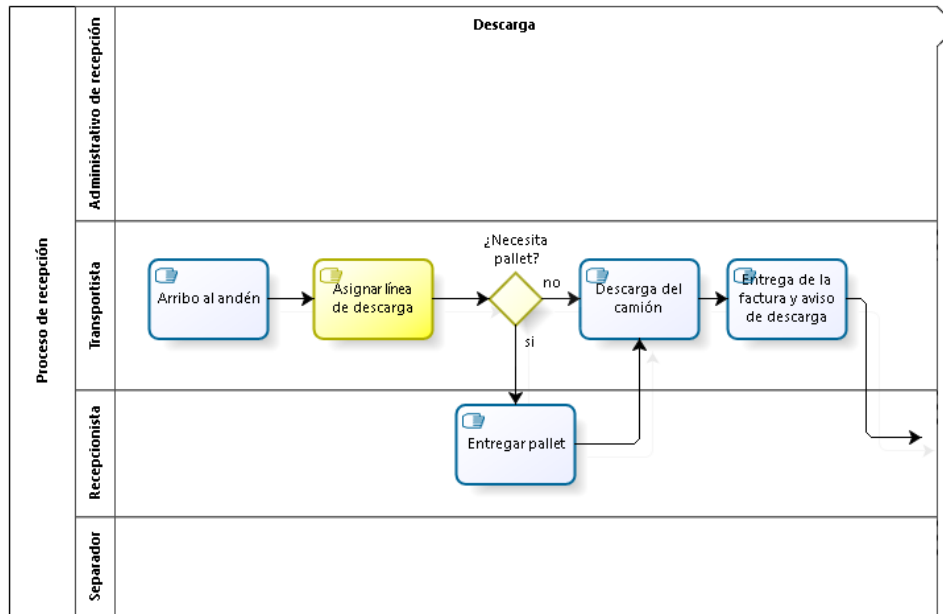 Descarga
Proceso de recepción
Administrativo de recepción
Transportista
Arribo al andén
Asignar línea
de descarga
¿Necesita
pallet?
no
si
Descarga del
camión
Entrega de la
factura y aviso
de descarga
Recepcionista
Entregar pallet
Separador